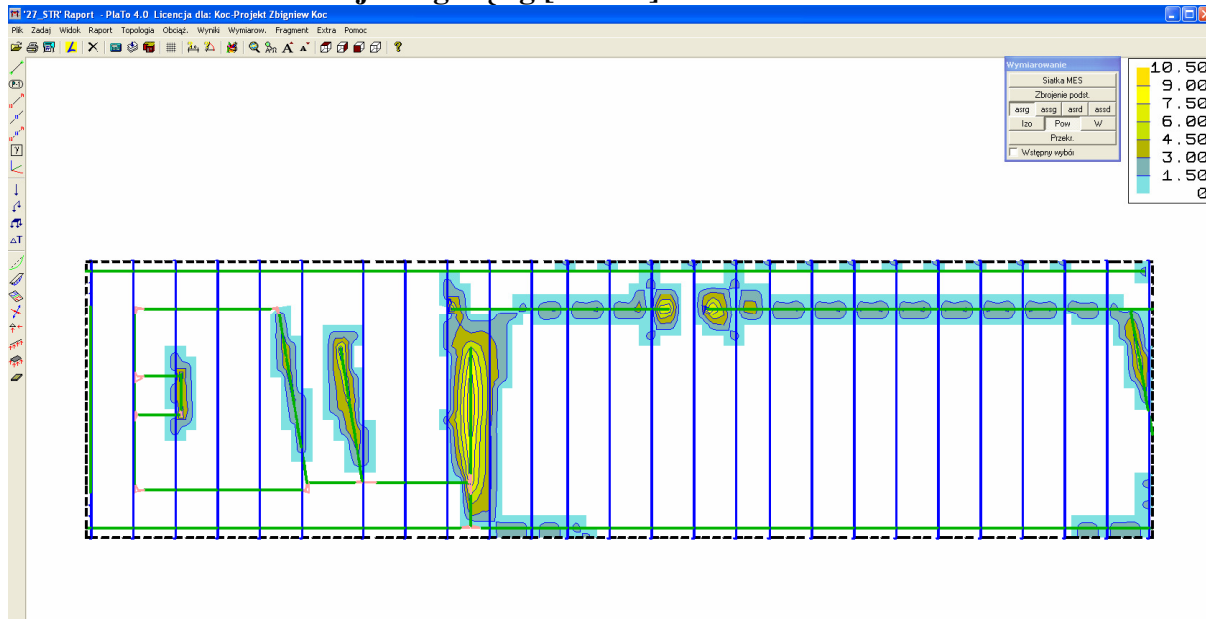 '27_STR' Raport - PlaTo 4.0 Licencja dla: Koc-Projekt Zbigniew Koc
Plik Zadaj Widok Raport Topologia Obciąż. Wyniki Wymiarow. Fragment Extra Pomoc
Wymiarowanie
Siatka MES
Zbrojenie podst.
asrg assg asrd assd
Izo Pow W
Przekr.
Wstępny wybór
10.50
9.00
7.50
6.00
4.50
3.00
1.50
0
P-1
y
ΔT